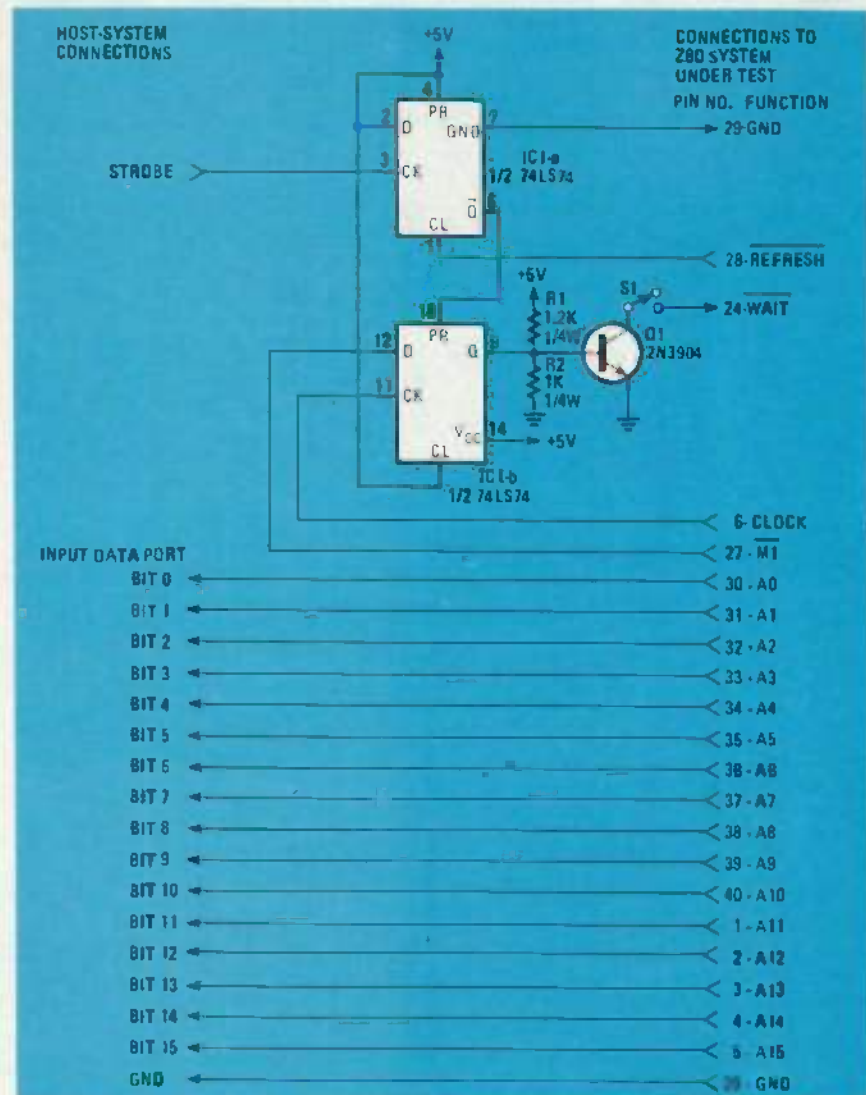 HOST-SYSTEM
CONNECTIONS
+5V
CONNECTIONS TO
Z80 SYSTEM
UNDER TEST
PIN NO. FUNCTION
4
PR
2 D
GND 7
29-GND
IC1-a
1/2 74LS74
STROBE
3 CK
Q̅ 6
CL
1
28-R̅E̅F̅R̅E̅S̅H̅
+5V
S1
R1
1.2K
1/4W
24-W̅A̅I̅T̅
10
PR
12 D
Q 9
Q1
2N3904
11 CK
R2
1K
1/4W
VCC 14
+5V
CL
IC1-b
1/2 74LS74
6-CLOCK
INPUT DATA PORT
27-M̅1̅
BIT 0
30-A0
BIT 1
31-A1
BIT 2
32-A2
BIT 3
33-A3
BIT 4
34-A4
BIT 5
35-A5
BIT 6
36-A6
BIT 7
37-A7
BIT 8
38-A8
BIT 9
39-A9
BIT 10
40-A10
BIT 11
1-A11
BIT 12
2-A12
BIT 13
3-A13
BIT 14
4-A14
BIT 15
5-A15
GND
GND